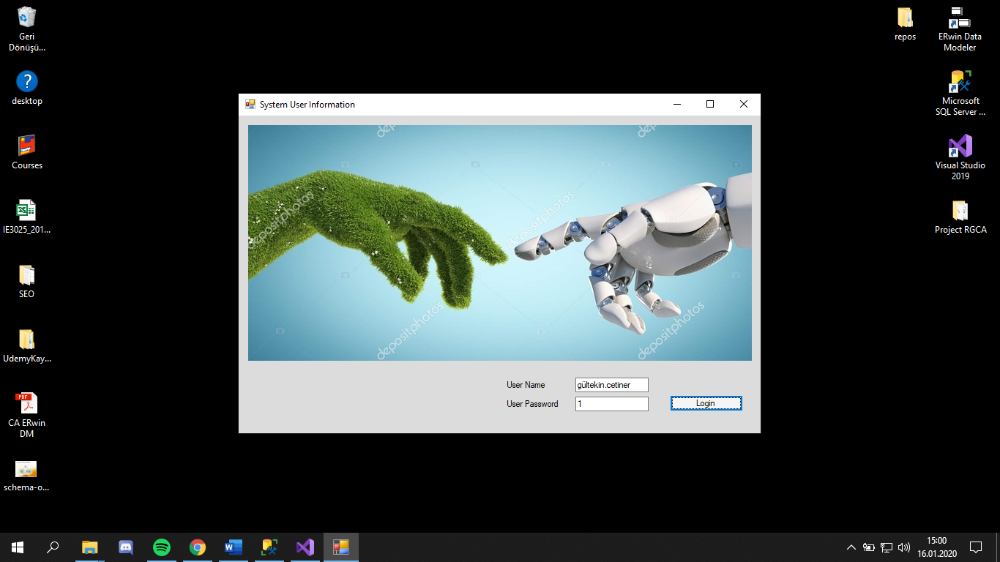 Geri
Dönüşü...
desktop
Courses
IE3025_201...
SEO
UdemyKay...
PDF
CA ERwin
DM
schema-o...
repos
ERwin Data
Modeler
Microsoft
SQL Server ...
Visual Studio
2019
Project RGCA
System User Information
depositphotos
depositphotos
depositphotos
depositphotos
User Name
gültekin.cetiner
User Password
1
Login
15:00
16.01.2020